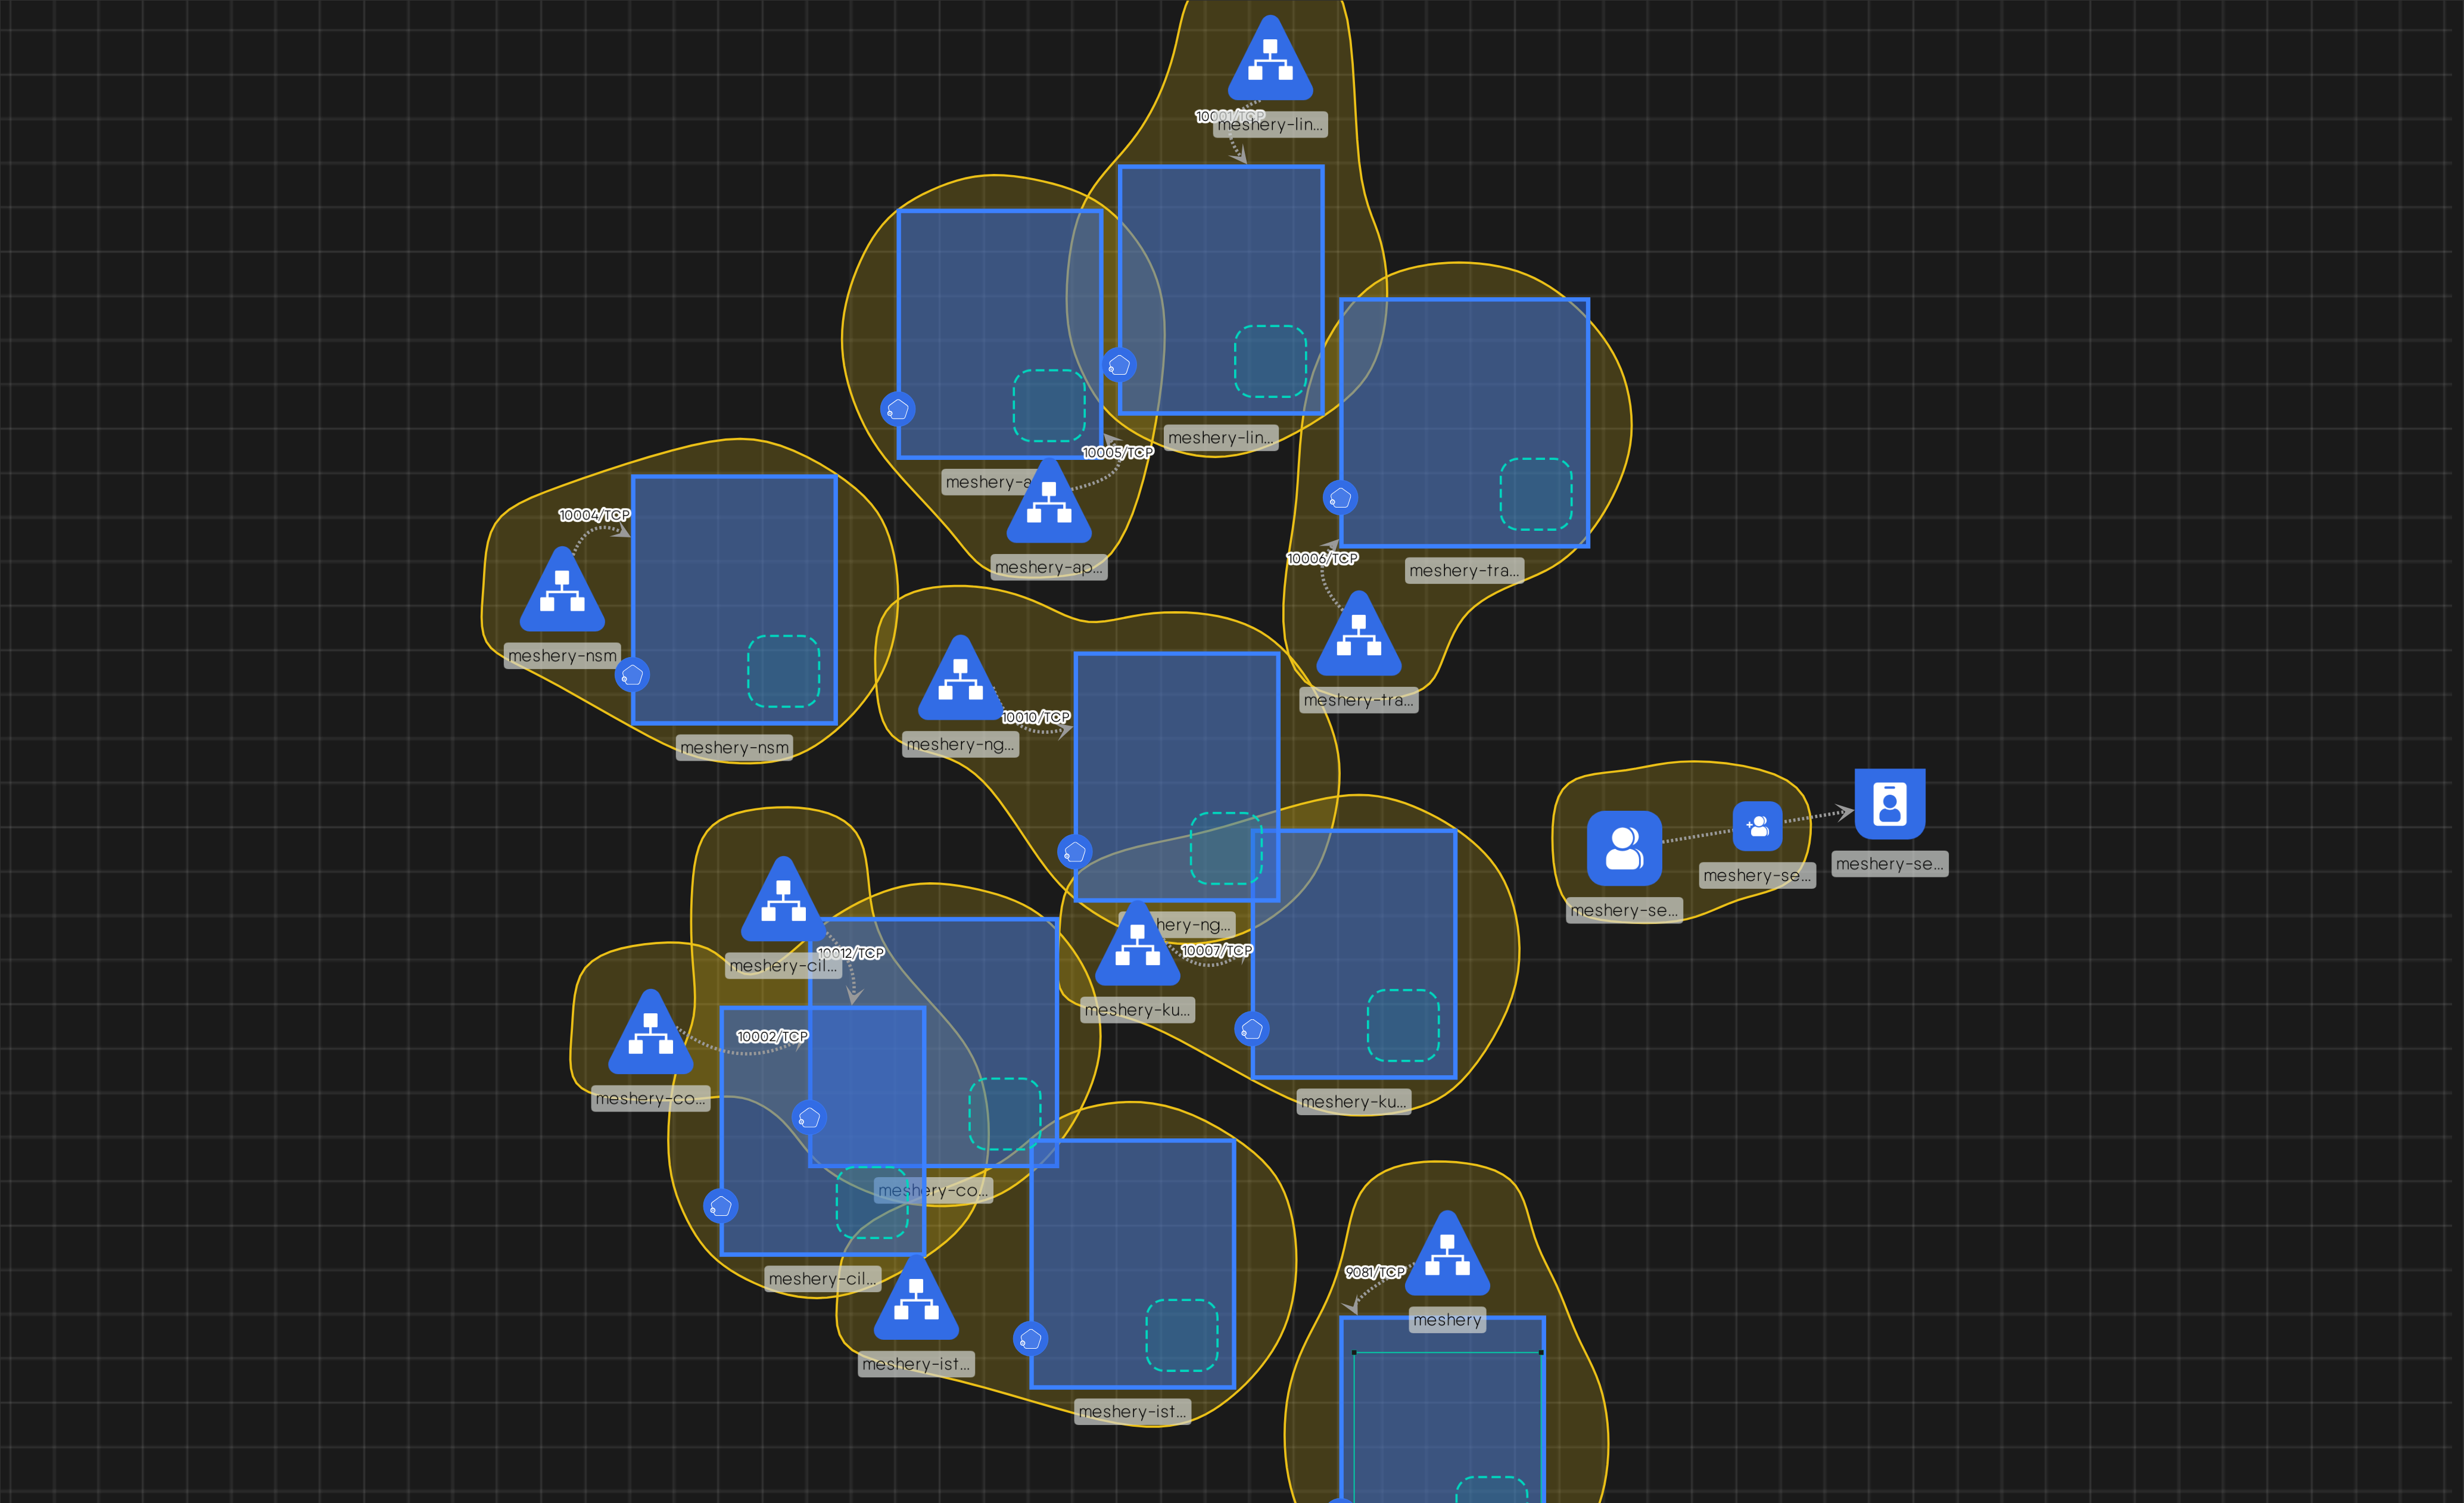 10001/TCP
meshery-lin...
meshery-lin...
10005/TCP
meshery-a
meshery-ap...
10004/TCP
meshery-nsm
meshery-nsm
10006/TCP
meshery-tra...
meshery-tra...
10010/TCP
meshery-ng...
hery-ng...
10007/TCP
meshery-ku...
meshery-ku...
meshery-se...
meshery-se...
meshery-se...
10012/TCP
meshery-cil...
10002/TCP
meshery-co...
meshery-co...
meshery-cil...
meshery-ist...
meshery-ist...
9081/TCP
meshery